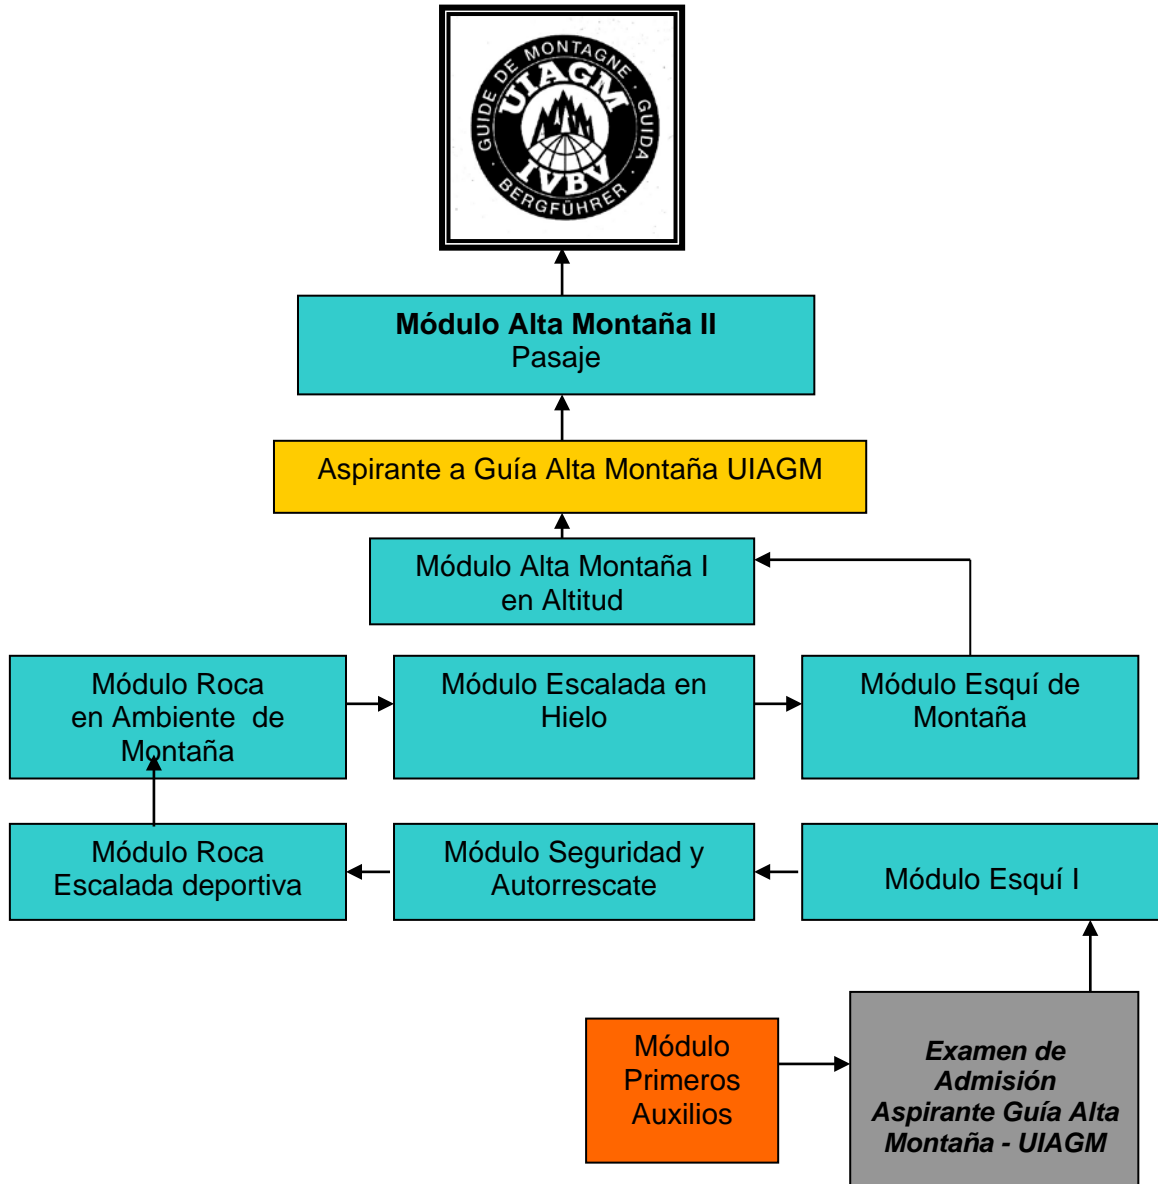 GUIDE DE MONTAGNE · GUIDA · BERGFÜHRER ·
UIAGM
IVBV
Módulo Alta Montaña II
Pasaje
Aspirante a Guía Alta Montaña UIAGM
Módulo Alta Montaña I
en Altitud
Módulo Roca
en Ambiente de
Montaña
Módulo Escalada en
Hielo
Módulo Esquí de
Montaña
Módulo Roca
Escalada deportiva
Módulo Seguridad y
Autorrescate
Módulo Esquí I
Módulo
Primeros
Auxilios
Examen de
Admisión
Aspirante Guía Alta
Montaña - UIAGM